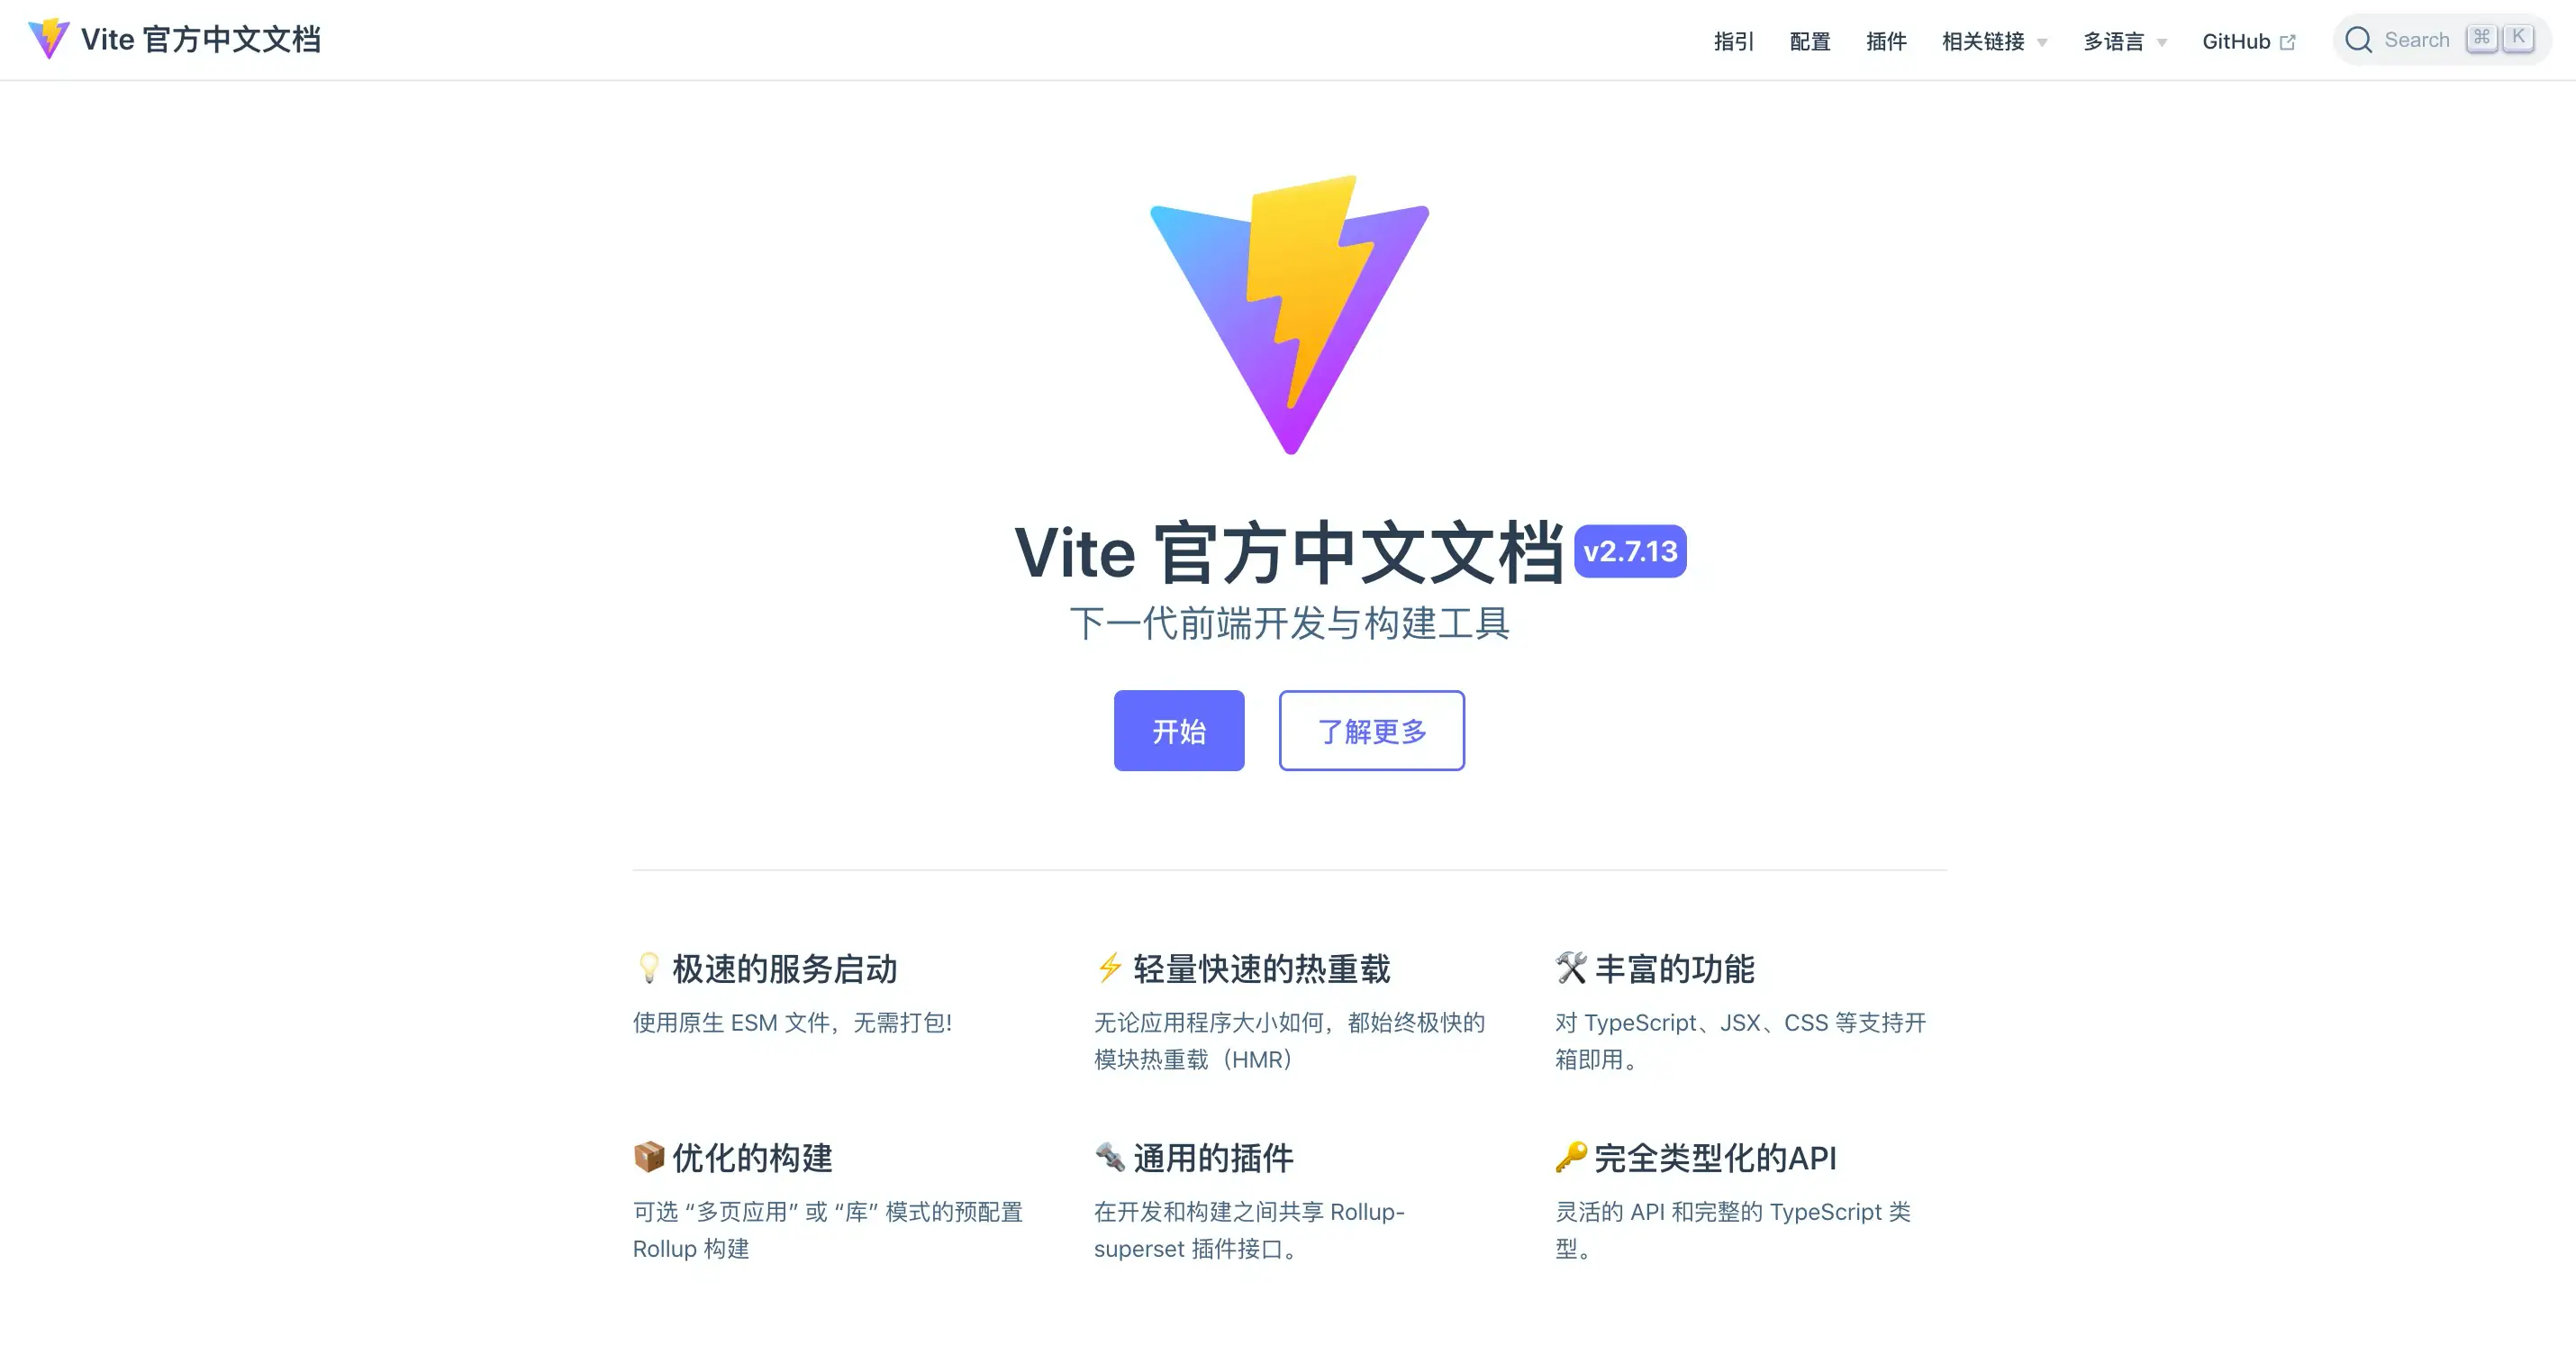 Vite 官方中文文档
指引 配置 插件 相关链接 多语言 GitHub Search ⌘ K
Vite 官方中文文档 v2.7.13
下一代前端开发与构建工具
开始 了解更多
💡 极速的服务启动
使用原生 ESM 文件，无需打包!
⚡️ 轻量快速的热重载
无论应用程序大小如何，都始终极快的
模块热重载（HMR）
🛠️ 丰富的功能
对 TypeScript、JSX、CSS 等支持开
箱即用。
📦 优化的构建
可选 “多页应用” 或 “库” 模式的预配置
Rollup 构建
🔩 通用的插件
在开发和构建之间共享 Rollup-
superset 插件接口。
🔑 完全类型化的API
灵活的 API 和完整的 TypeScript 类
型。